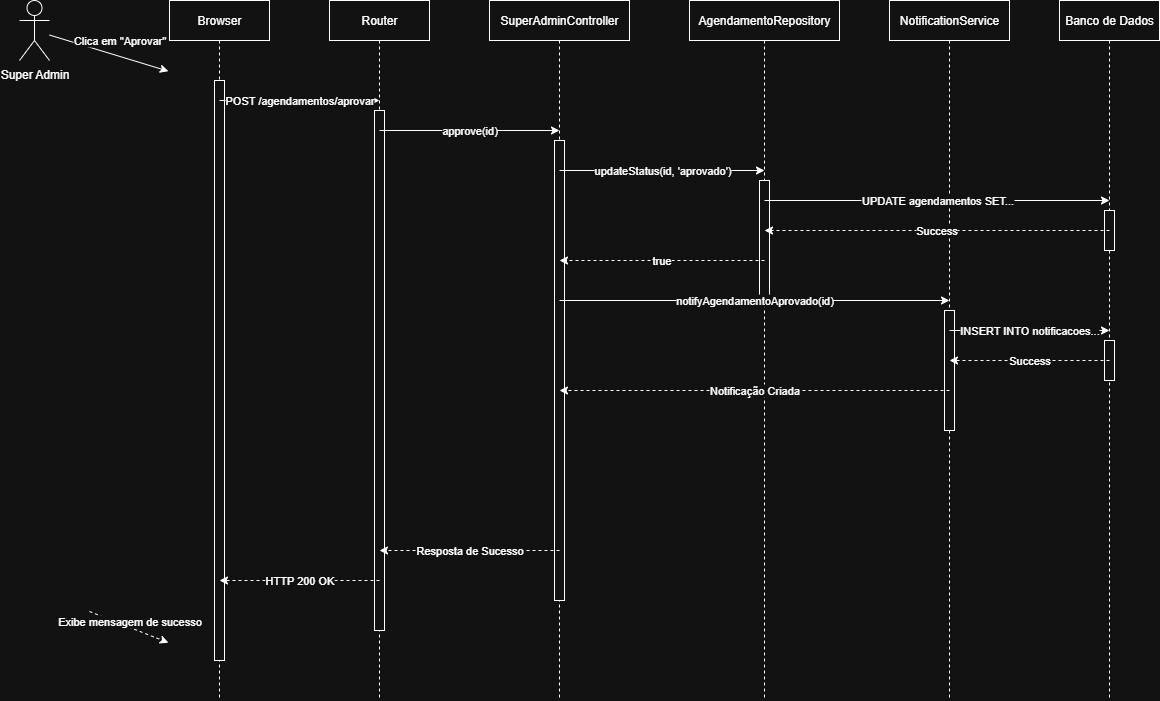 Browser
Router
SuperAdminController
AgendamentoRepository
NotificationService
Banco de Dados
Clica em "Aprovar"
Super Admin
POST /agendamentos/aprovar
approve(id)
updateStatus(id, 'aprovado')
UPDATE agendamentos SET...
Success
true
notifyAgendamentoAprovado(id)
INSERT INTO notificacoes...
Success
Notificação Criada
Resposta de Sucesso
HTTP 200 OK
Exibe mensagem de sucesso